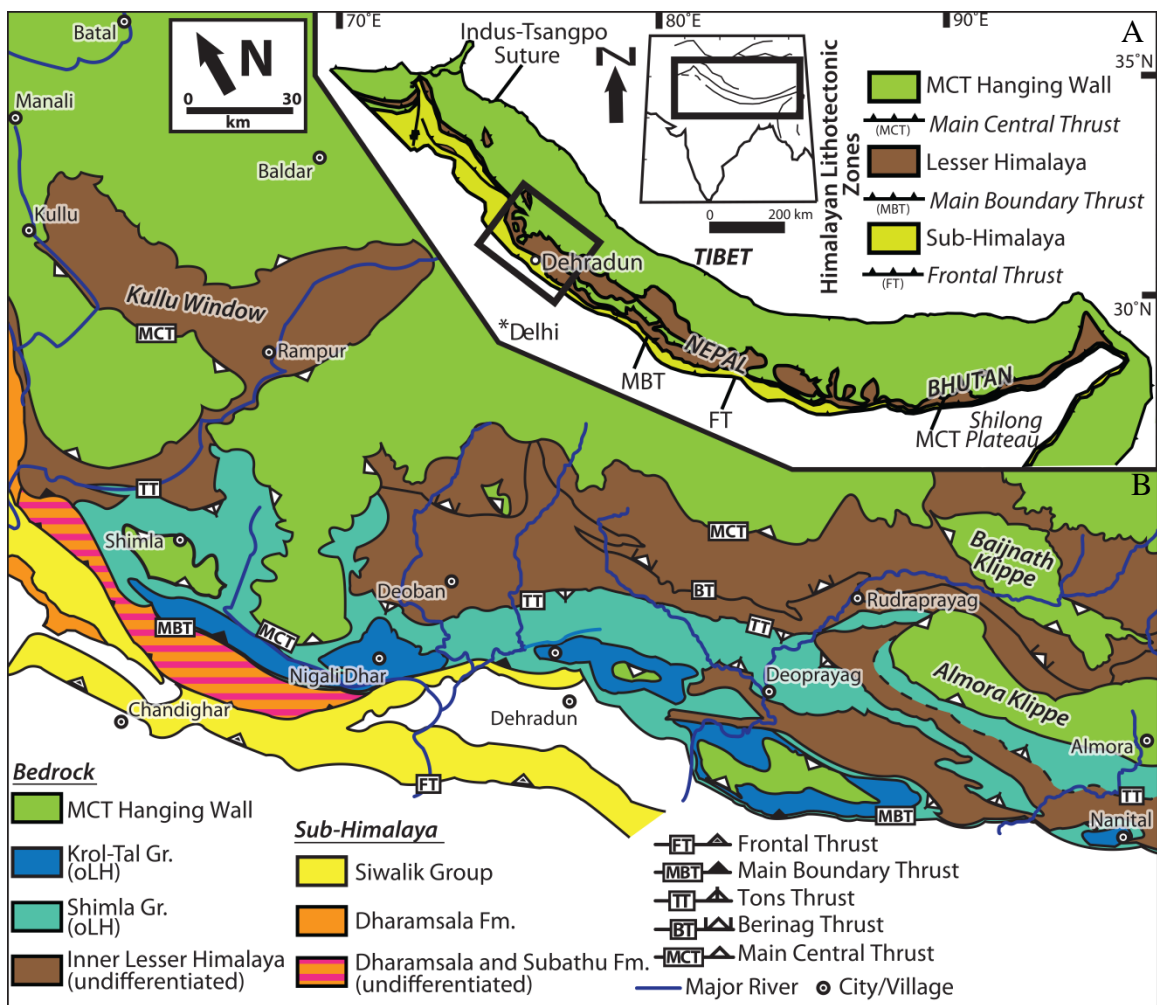 70°E
80°E
90°E
A
35°N
30°N
Batal
N
0 30
km
Manali
Baldar
Kullu
Kullu Window
MCT
Rampur
Indus-Tsangpo
Suture
N
0 200 km
TIBET
Dehradun
*Delhi
NEPAL
MBT
FT
BHUTAN
Shilong
Plateau
MCT
Himalayan Lithotectonic
Zones
MCT Hanging Wall
(MCT) Main Central Thrust
Lesser Himalaya
(MBT) Main Boundary Thrust
Sub-Himalaya
(FT) Frontal Thrust
B
TT
Shimla
MBT
MCT
Nigali Dhar
Chandighar
Deoban
TT
FT
Dehradun
MCT
BT
TT
Rudraprayag
Baijnath
Klippe
Deoprayag
Almora Klippe
Almora
TT
MBT
Nanital
Bedrock
MCT Hanging Wall
Krol-Tal Gr.
(oLH)
Shimla Gr.
(oLH)
Inner Lesser Himalaya
(undifferentiated)
Sub-Himalaya
Siwalik Group
Dharamsala Fm.
Dharamsala and Subathu Fm.
(undifferentiated)
FT Frontal Thrust
MBT Main Boundary Thrust
TT Tons Thrust
BT Berinag Thrust
MCT Main Central Thrust
Major River
City/Village